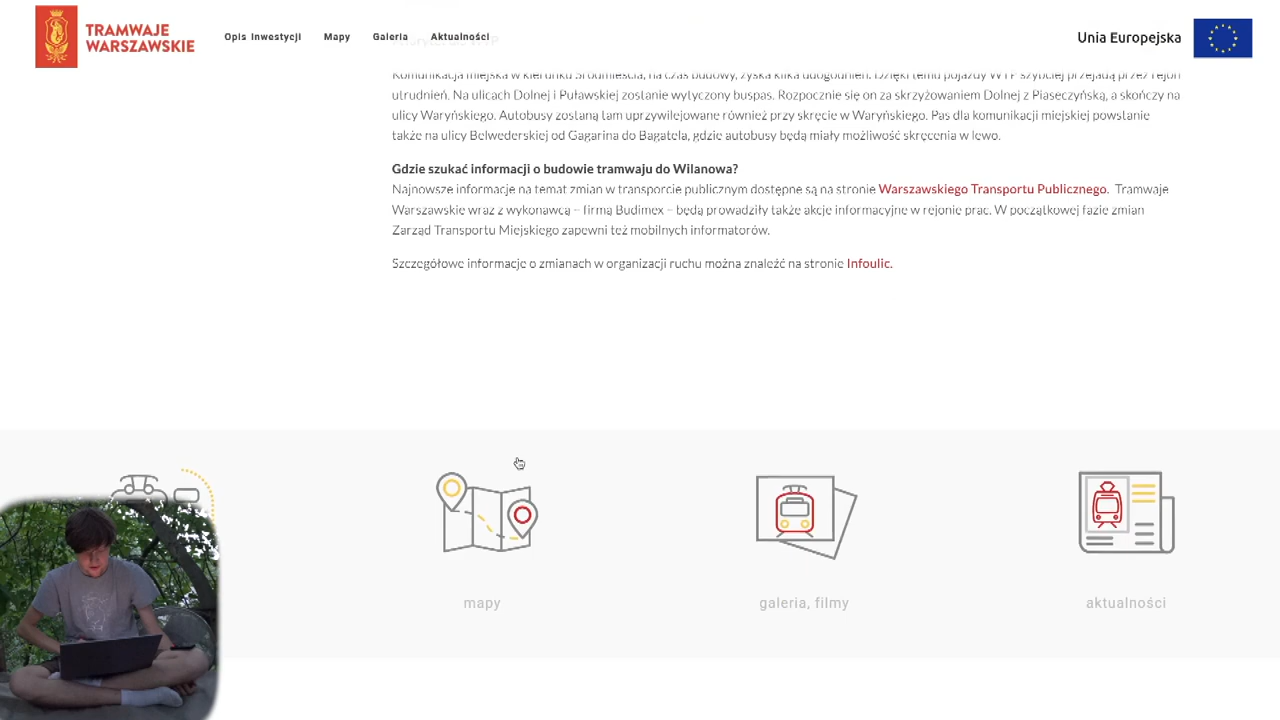 TRAMWAJE
WARSZAWSKIE
Opis Inwestycji Mapy Galeria Aktualności
Unia Europejska
Komunikacja miejska w kierunku Śródmieścia, na czas budowy, zyska kilka udogodnień. Dzięki temu pojazdy WTP szybciej przejadą przez rejon
utrudnień. Na ulicach Dolnej i Puławskiej zostanie wytyczony buspas. Rozpocznie się on za skrzyżowaniem Dolnej z Piaseczyńską, a skończy na
ulicy Waryńskiego. Autobusy zostaną tam uprzywilejowane również przy skręcie w Waryńskiego. Pas dla komunikacji miejskiej powstanie
także na ulicy Belwederskiej od Gagarina do Bagatela, gdzie autobusy będą miały możliwość skręcenia w lewo.
Gdzie szukać informacji o budowie tramwaju do Wilanowa?
Najnowsze informacje na temat zmian w transporcie publicznym dostępne są na stronie Warszawskiego Transportu Publicznego. Tramwaje
Warszawskie wraz z wykonawcą – firmą Budimex – będą prowadziły także akcje informacyjne w rejonie prac. W początkowej fazie zmian
Zarząd Transportu Miejskiego zapewni też mobilnych informatorów.
Szczegółowe informacje o zmianach w organizacji ruchu można znaleźć na stronie Infoulic.
mapy
galeria, filmy
aktualności